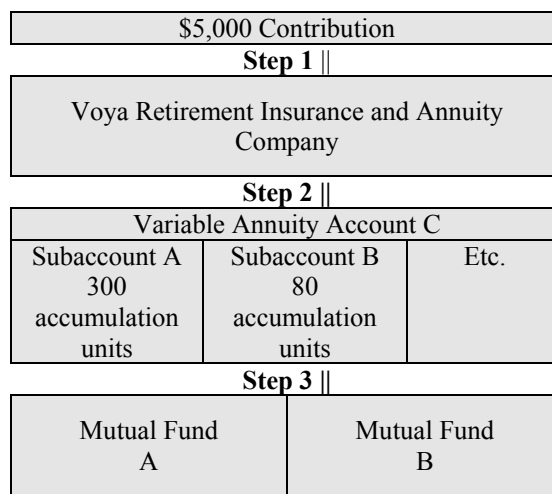 $5,000 Contribution
Step 1 ||
Voya Retirement Insurance and Annuity
Company
Step 2 ||
Variable Annuity Account C
Subaccount A
300
accumulation
units
Subaccount B
80
accumulation
units
Etc.
Step 3 ||
Mutual Fund
A
Mutual Fund
B